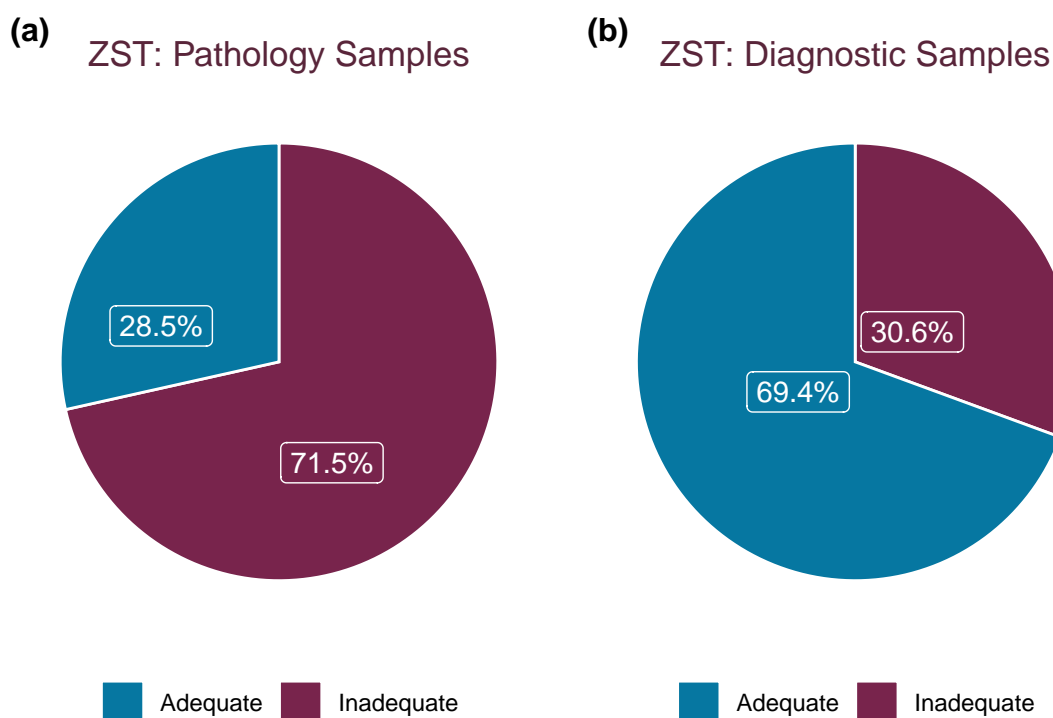 (a)
ZST: Pathology Samples
28.5%
71.5%
Adequate Inadequate
(b)
ZST: Diagnostic Samples
30.6%
69.4%
Adequate Inadequate